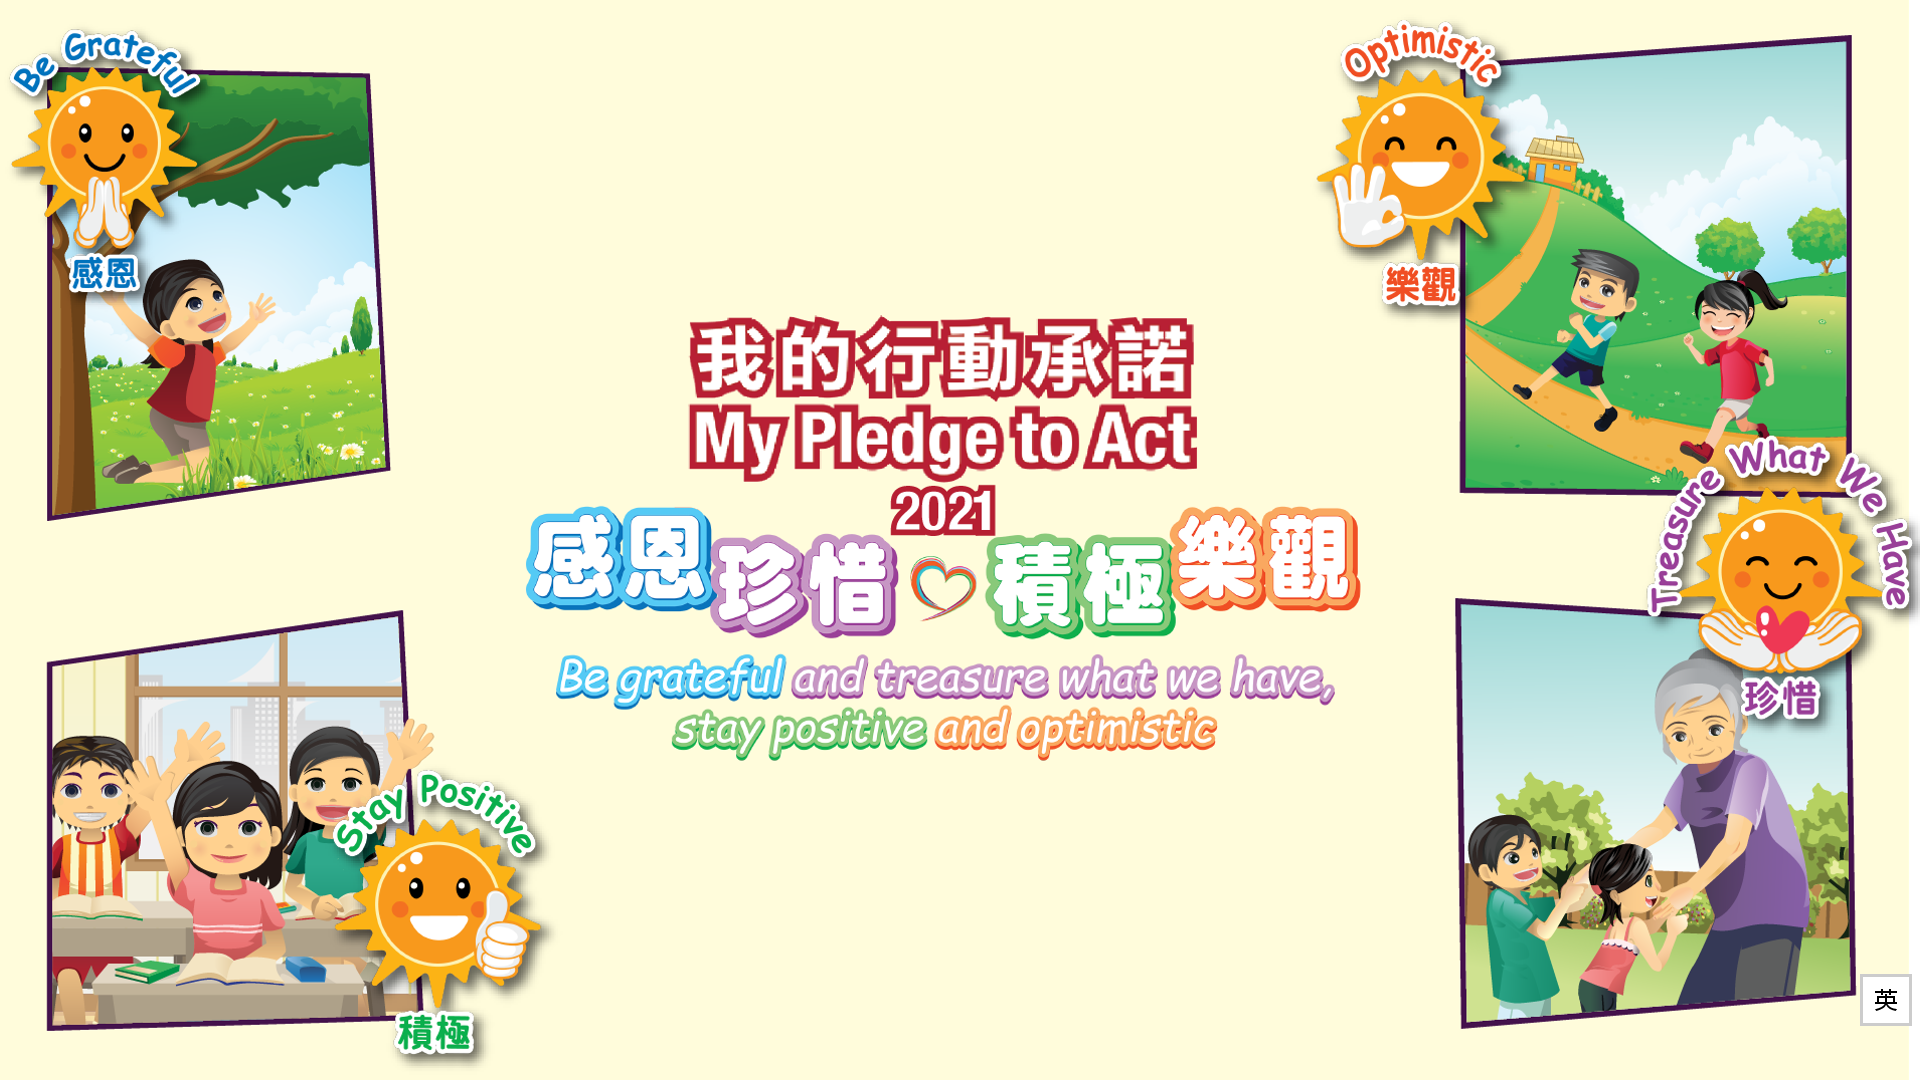 Be Grateful
感恩
Optimistic
樂觀
我的行動承諾
My Pledge to Act
2021
感恩珍惜積極樂觀
Be grateful and treasure what we have,
stay positive and optimistic
Treasure What We Have
珍惜
Stay Positive
積極
英